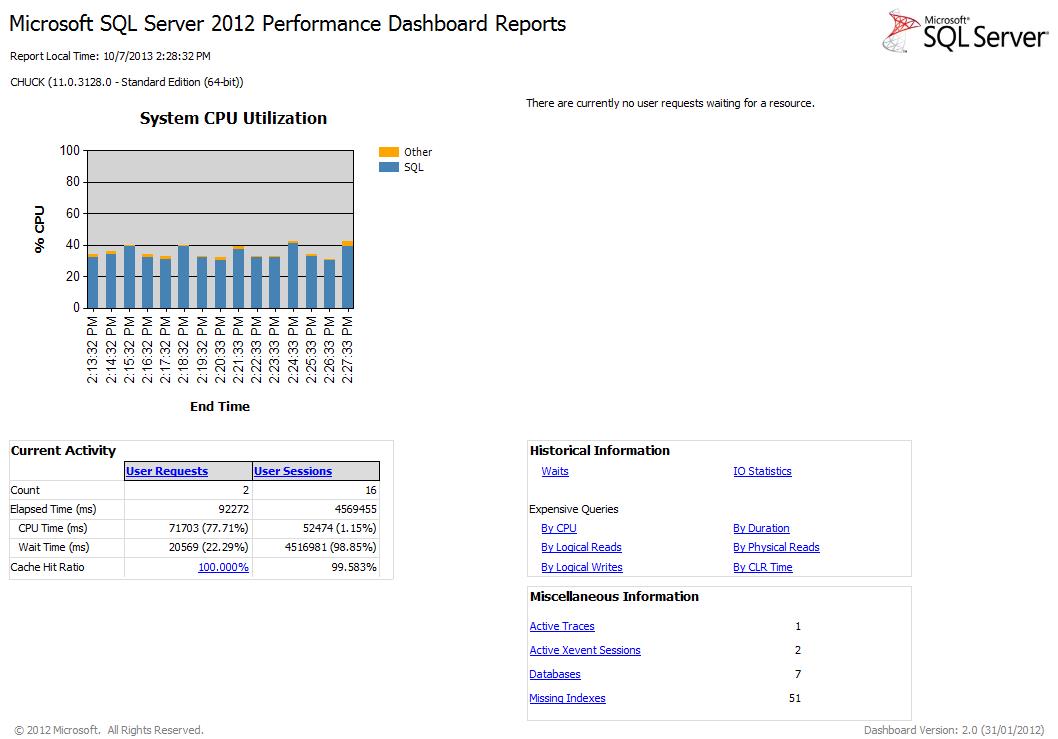 Microsoft SQL Server 2012 Performance Dashboard Reports
Microsoft®
SQL Server®
Report Local Time: 10/7/2013 2:28:32 PM
CHUCK (11.0.3128.0 - Standard Edition (64-bit))
There are currently no user requests waiting for a resource.
System CPU Utilization
100
80
60
40
20
0
% CPU
Other
SQL
2:13:32 PM
2:14:32 PM
2:15:32 PM
2:16:32 PM
2:17:32 PM
2:18:32 PM
2:19:32 PM
2:20:33 PM
2:21:33 PM
2:22:33 PM
2:23:33 PM
2:24:33 PM
2:25:33 PM
2:26:33 PM
2:27:33 PM
End Time
Current Activity
User Requests User Sessions
Count 2 16
Elapsed Time (ms) 92272 4569455
CPU Time (ms) 71703 (77.71%) 52474 (1.15%)
Wait Time (ms) 20569 (22.29%) 4516981 (98.85%)
Cache Hit Ratio 100.000% 99.583%
Historical Information
Waits IO Statistics
Expensive Queries
By CPU By Duration
By Logical Reads By Physical Reads
By Logical Writes By CLR Time
Miscellaneous Information
Active Traces 1
Active Xevent Sessions 2
Databases 7
Missing Indexes 51
© 2012 Microsoft. All Rights Reserved.
Dashboard Version: 2.0 (31/01/2012)